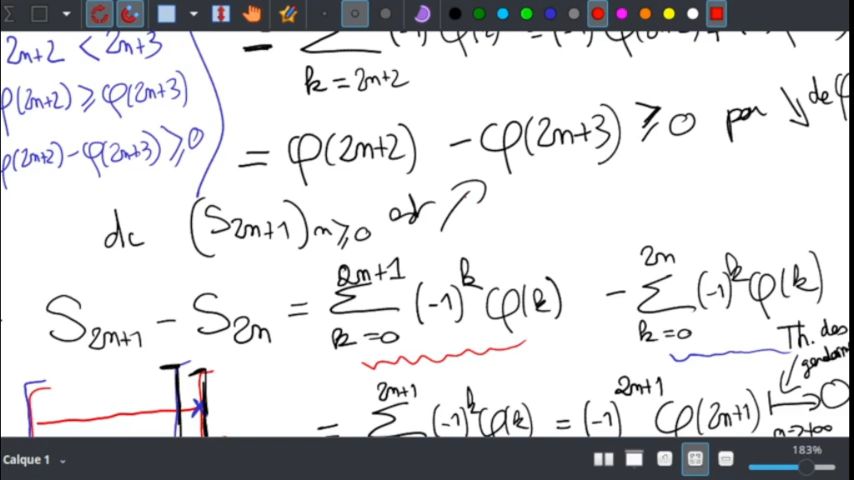 2n+2 < 2n+3
φ(2n+2) ⩾ φ(2n+3)
φ(2n+2) - φ(2n+3) ⩾ 0
k = 2n+2
= φ(2n+2) - φ(2n+3) ⩾ 0 par ↘ de φ
dc (S2n+1)n⩾0 est ↗
S2n+1 - S2n = ∑ 2n+1 k=0 (-1)^k φ(k) - ∑ 2n k=0 (-1)^k φ(k)
Th. des gendarmes
= ∑ 2n+1 (-1)^k φ(k) = (-1)^2n+1 φ(2n+1) ⟼ 0
n→+∞
Calque 1
183%